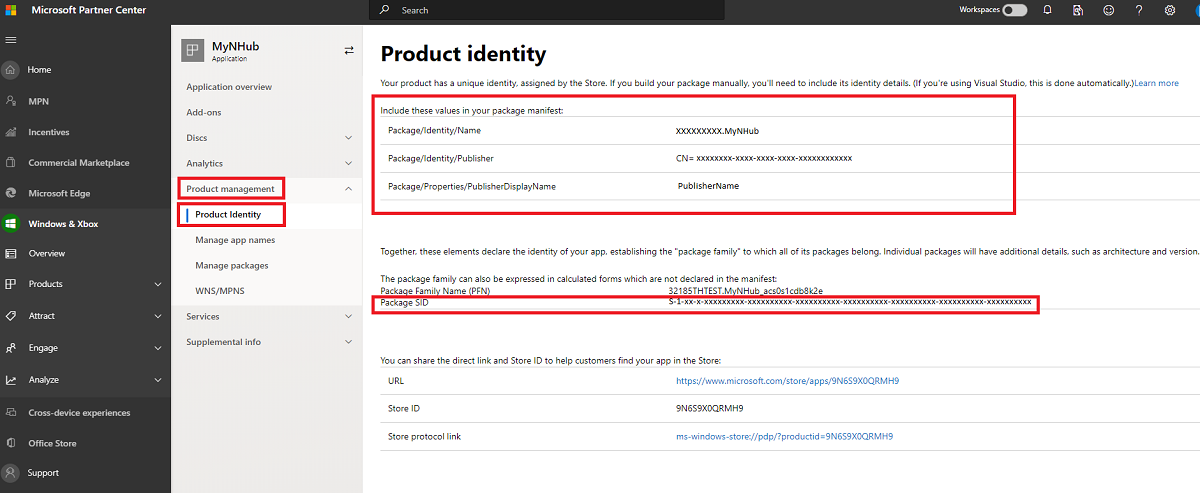 Microsoft Partner Center
Search
Workspaces
Home
MPN
Incentives
Commercial Marketplace
Microsoft Edge
Windows & Xbox
Overview
Products
Attract
Engage
Analyze
Cross-device experiences
Office Store
Support
MyNHub
Application
Application overview
Add-ons
Discs
Analytics
Product management
Product Identity
Manage app names
Manage packages
WNS/MPNS
Services
Supplemental info
Product identity
Your product has a unique identity, assigned by the Store. If you build your package manually, you'll need to include its identity details. (If you're using Visual Studio, this is done automatically.)Learn more
Include these values in your package manifest:
Package/Identity/Name XXXXXXXXX.MyNHub
Package/Identity/Publisher CN= xxxxxxxx-xxxx-xxxx-xxxx-xxxxxxxxxxxx
Package/Properties/PublisherDisplayName PublisherName
Together, these elements declare the identity of your app, establishing the "package family" to which all of its packages belong. Individual packages will have additional details, such as architecture and version.
The package family can also be expressed in calculated forms which are not declared in the manifest:
Package Family Name (PFN) 32185THTEST.MyNHub_acs0s1cdb8k2e
Package SID S-1-xx-x-xxxxxxxxx-xxxxxxxxxx-xxxxxxxxxx-xxxxxxxxxx-xxxxxxxxxx-xxxxxxxxxx-xxxxxxxxxx-xxxxxxxxxx
You can share the direct link and Store ID to help customers find your app in the Store:
URL https://www.microsoft.com/store/apps/9N6S9X0QRMH9
Store ID 9N6S9X0QRMH9
Store protocol link ms-windows-store://pdp/?productid=9N6S9X0QRMH9